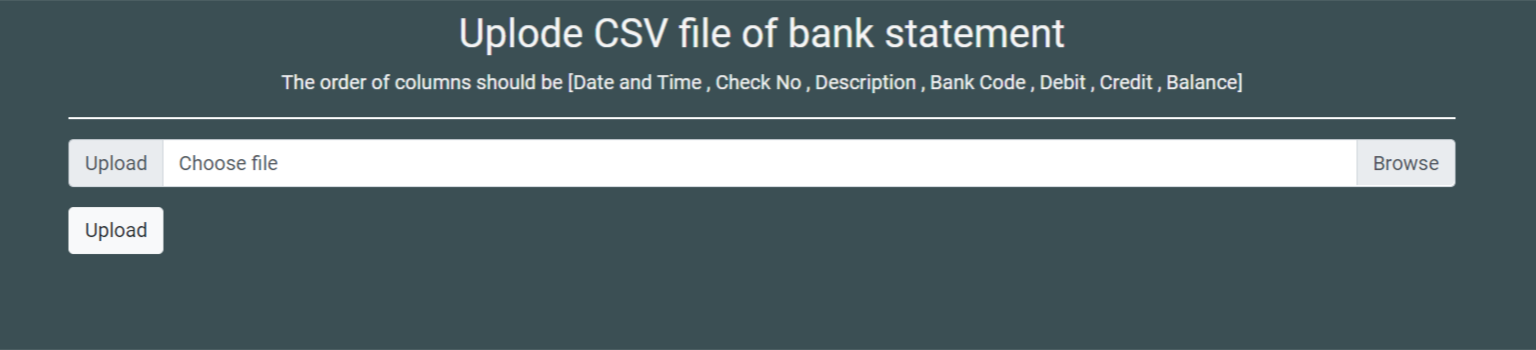 Uplode CSV file of bank statement
The order of columns should be [Date and Time , Check No , Description , Bank Code , Debit , Credit , Balance]
Upload Choose file Browse
Upload